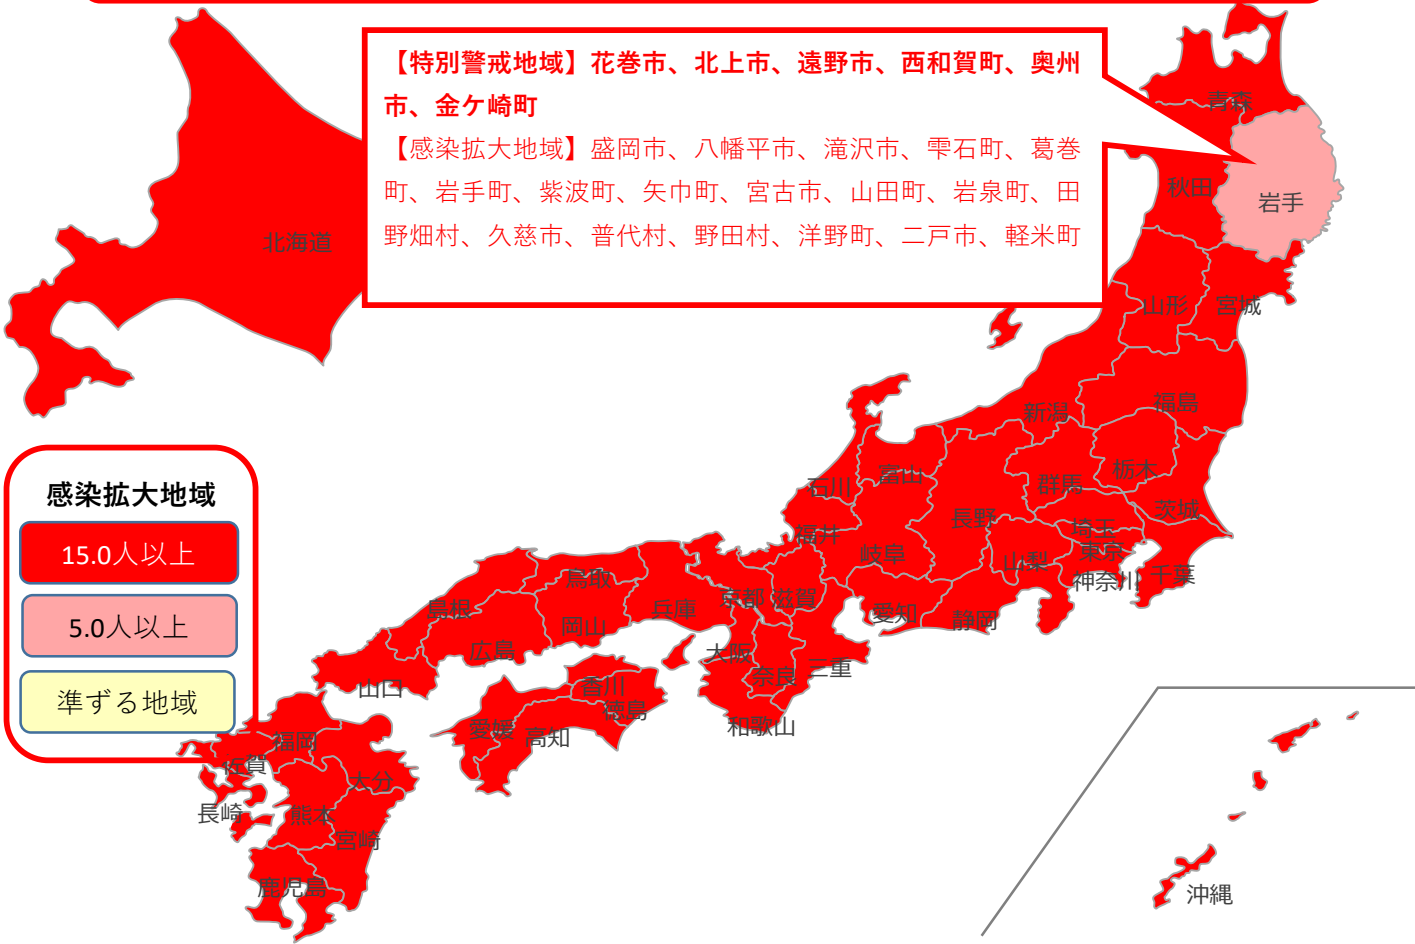 【特別警戒地域】花巻市、北上市、遠野市、西和賀町、奥州
市、金ケ崎町
【感染拡大地域】盛岡市、八幡平市、滝沢市、雫石町、葛巻
町、岩手町、紫波町、矢巾町、宮古市、山田町、岩泉町、田
野畑村、久慈市、普代村、野田村、洋野町、二戸市、軽米町
青森
秋田
岩手
北海道
山形
宮城
新潟
福島
富山
石川
栃木
群馬
茨城
長野
埼玉
福井
岐阜
山梨
東京
神奈川
千葉
鳥取
島根
兵庫
京都
滋賀
愛知
静岡
岡山
広島
大阪
奈良
三重
山口
香川
徳島
愛媛
高知
和歌山
感染拡大地域
15.0人以上
5.0人以上
準ずる地域
福岡
佐賀
大分
長崎
熊本
宮崎
鹿児島
沖縄